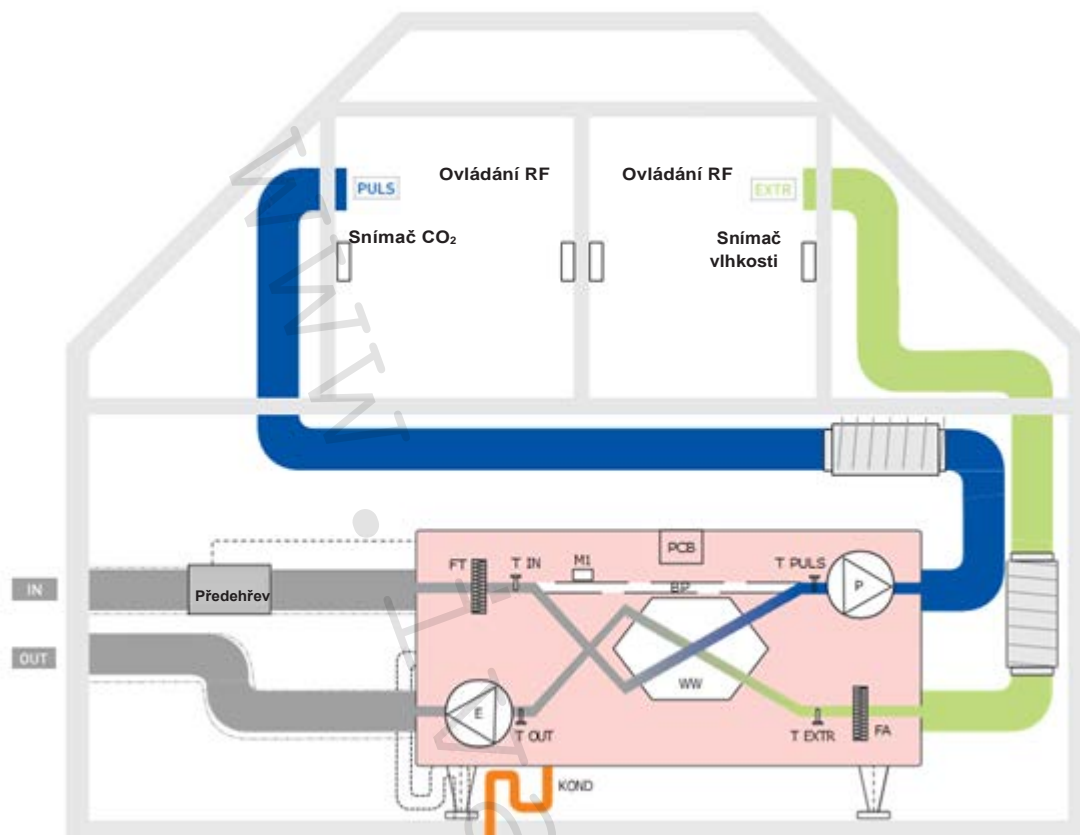 Ovládání RF
Ovládání RF
PULS
EXTR
Snímač CO₂
Snímač
vlhkosti
PCB
FT
T IN
M1
T PULS
IN
Předehřev
BP
P
OUT
WW
E
T OUT
T EXTR
FA
KOND